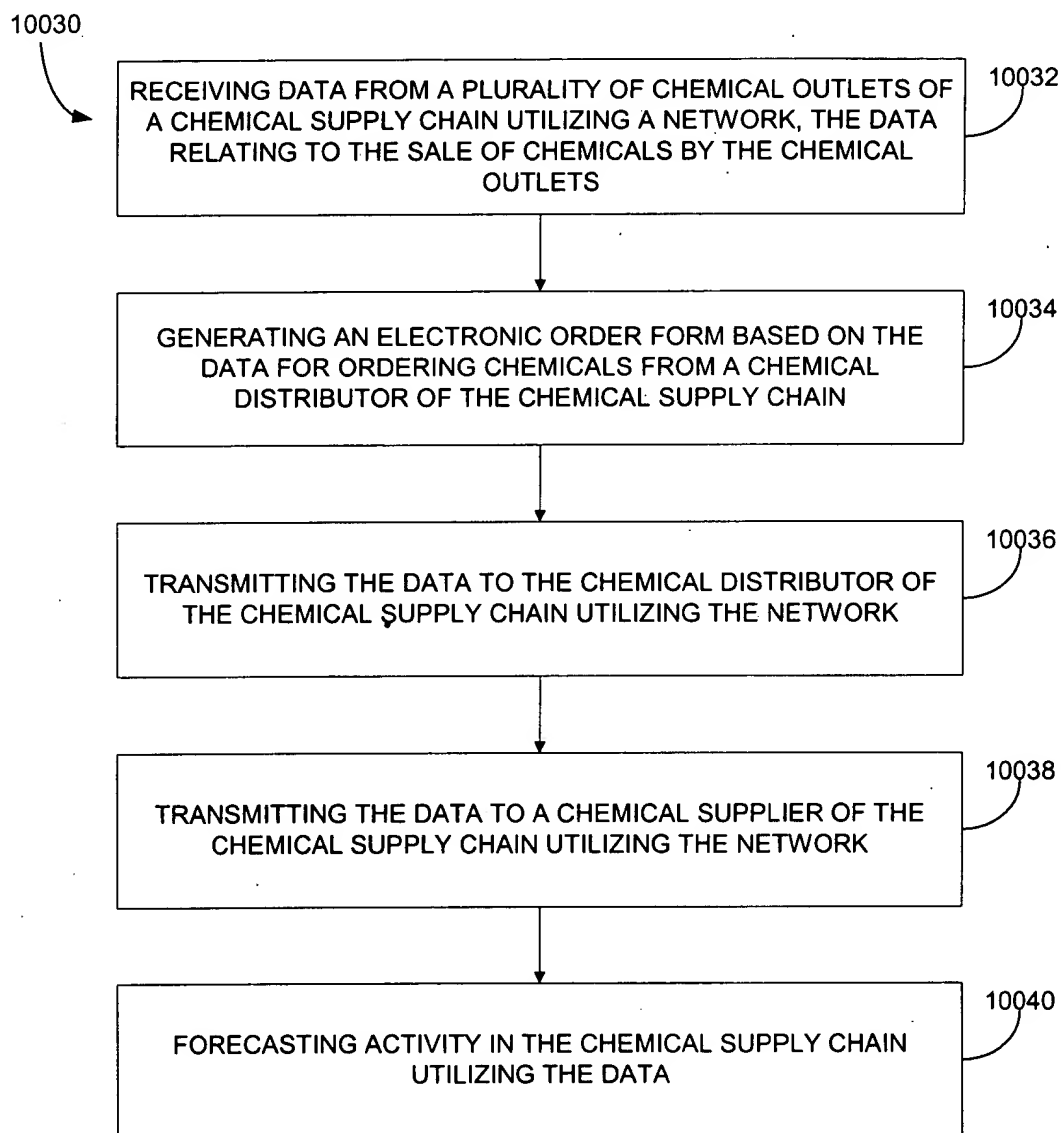 10030
RECEIVING DATA FROM A PLURALITY OF CHEMICAL OUTLETS OF
A CHEMICAL SUPPLY CHAIN UTILIZING A NETWORK, THE DATA
RELATING TO THE SALE OF CHEMICALS BY THE CHEMICAL
OUTLETS
10032
GENERATING AN ELECTRONIC ORDER FORM BASED ON THE
DATA FOR ORDERING CHEMICALS FROM A CHEMICAL
DISTRIBUTOR OF THE CHEMICAL SUPPLY CHAIN
10034
TRANSMITTING THE DATA TO THE CHEMICAL DISTRIBUTOR OF
THE CHEMICAL SUPPLY CHAIN UTILIZING THE NETWORK
10036
TRANSMITTING THE DATA TO A CHEMICAL SUPPLIER OF THE
CHEMICAL SUPPLY CHAIN UTILIZING THE NETWORK
10038
FORECASTING ACTIVITY IN THE CHEMICAL SUPPLY CHAIN
UTILIZING THE DATA
10040